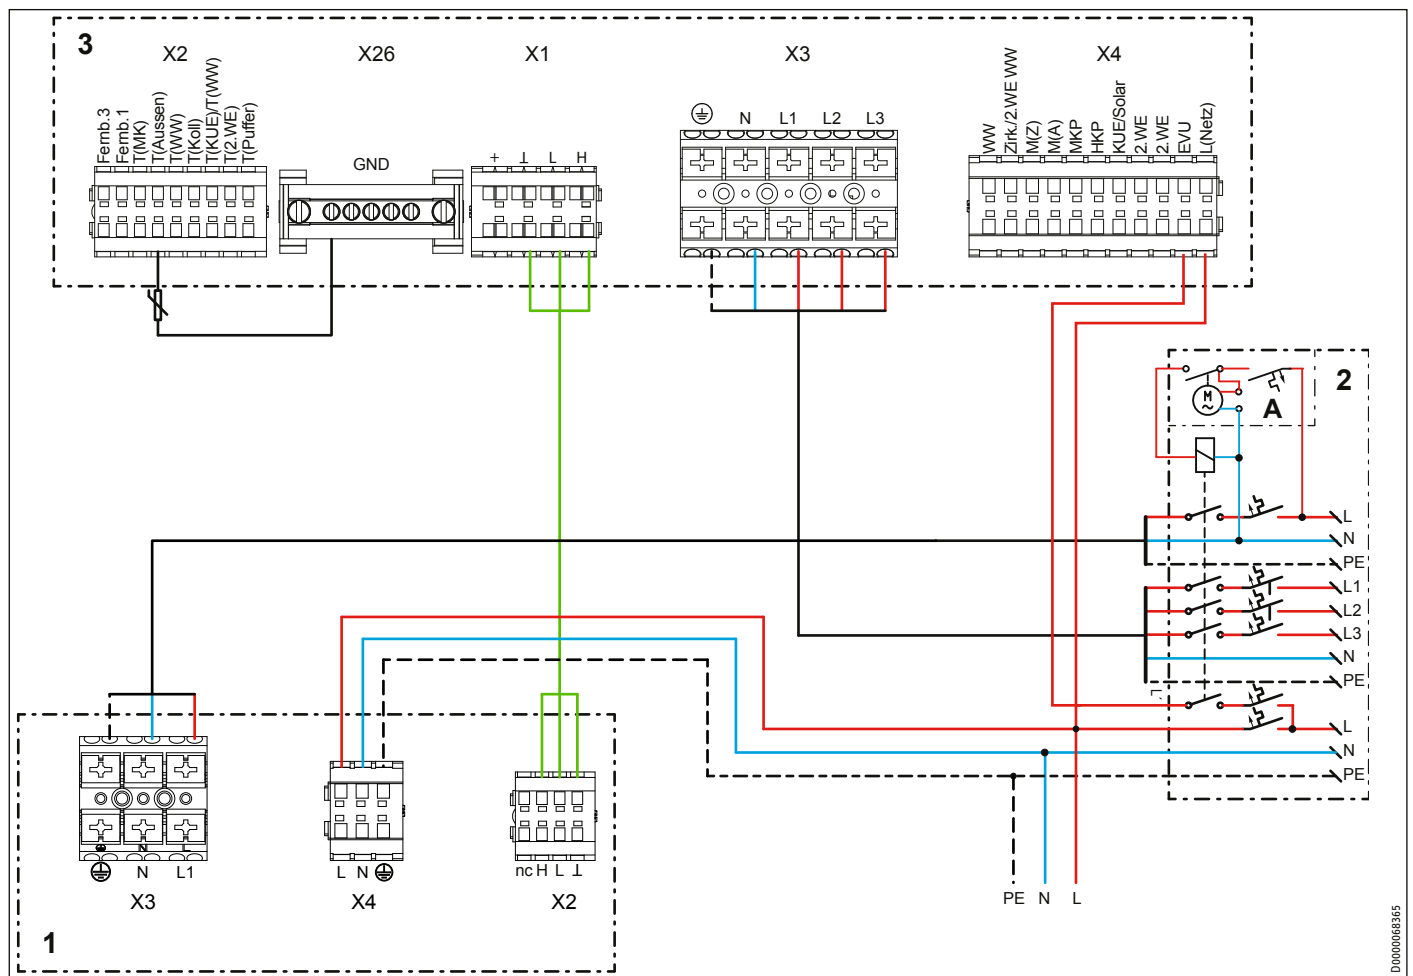 3
X2
X26
X1
X3
X4
Fernb.3
Fernb.1
T(MK)
T(Aussen)
T(WW)
T(Koll)
T(KUE)/T(WW)
T(2.WE)
T(Puffer)
GND
+ ⊥ L H
N L1 L2 L3
WW
Zirk./2.WE WW
M(Z)
M(A)
MKP
HKP
KUE/Solar
2.WE
2.WE
EVU
L(Netz)
2
M
~
A
L
N
PE
L1
L2
L3
N
PE
L'
L
N
PE
N L
N L1
X3
L N
X4
nc H L ⊥
X2
1
PE N L
D0000068365